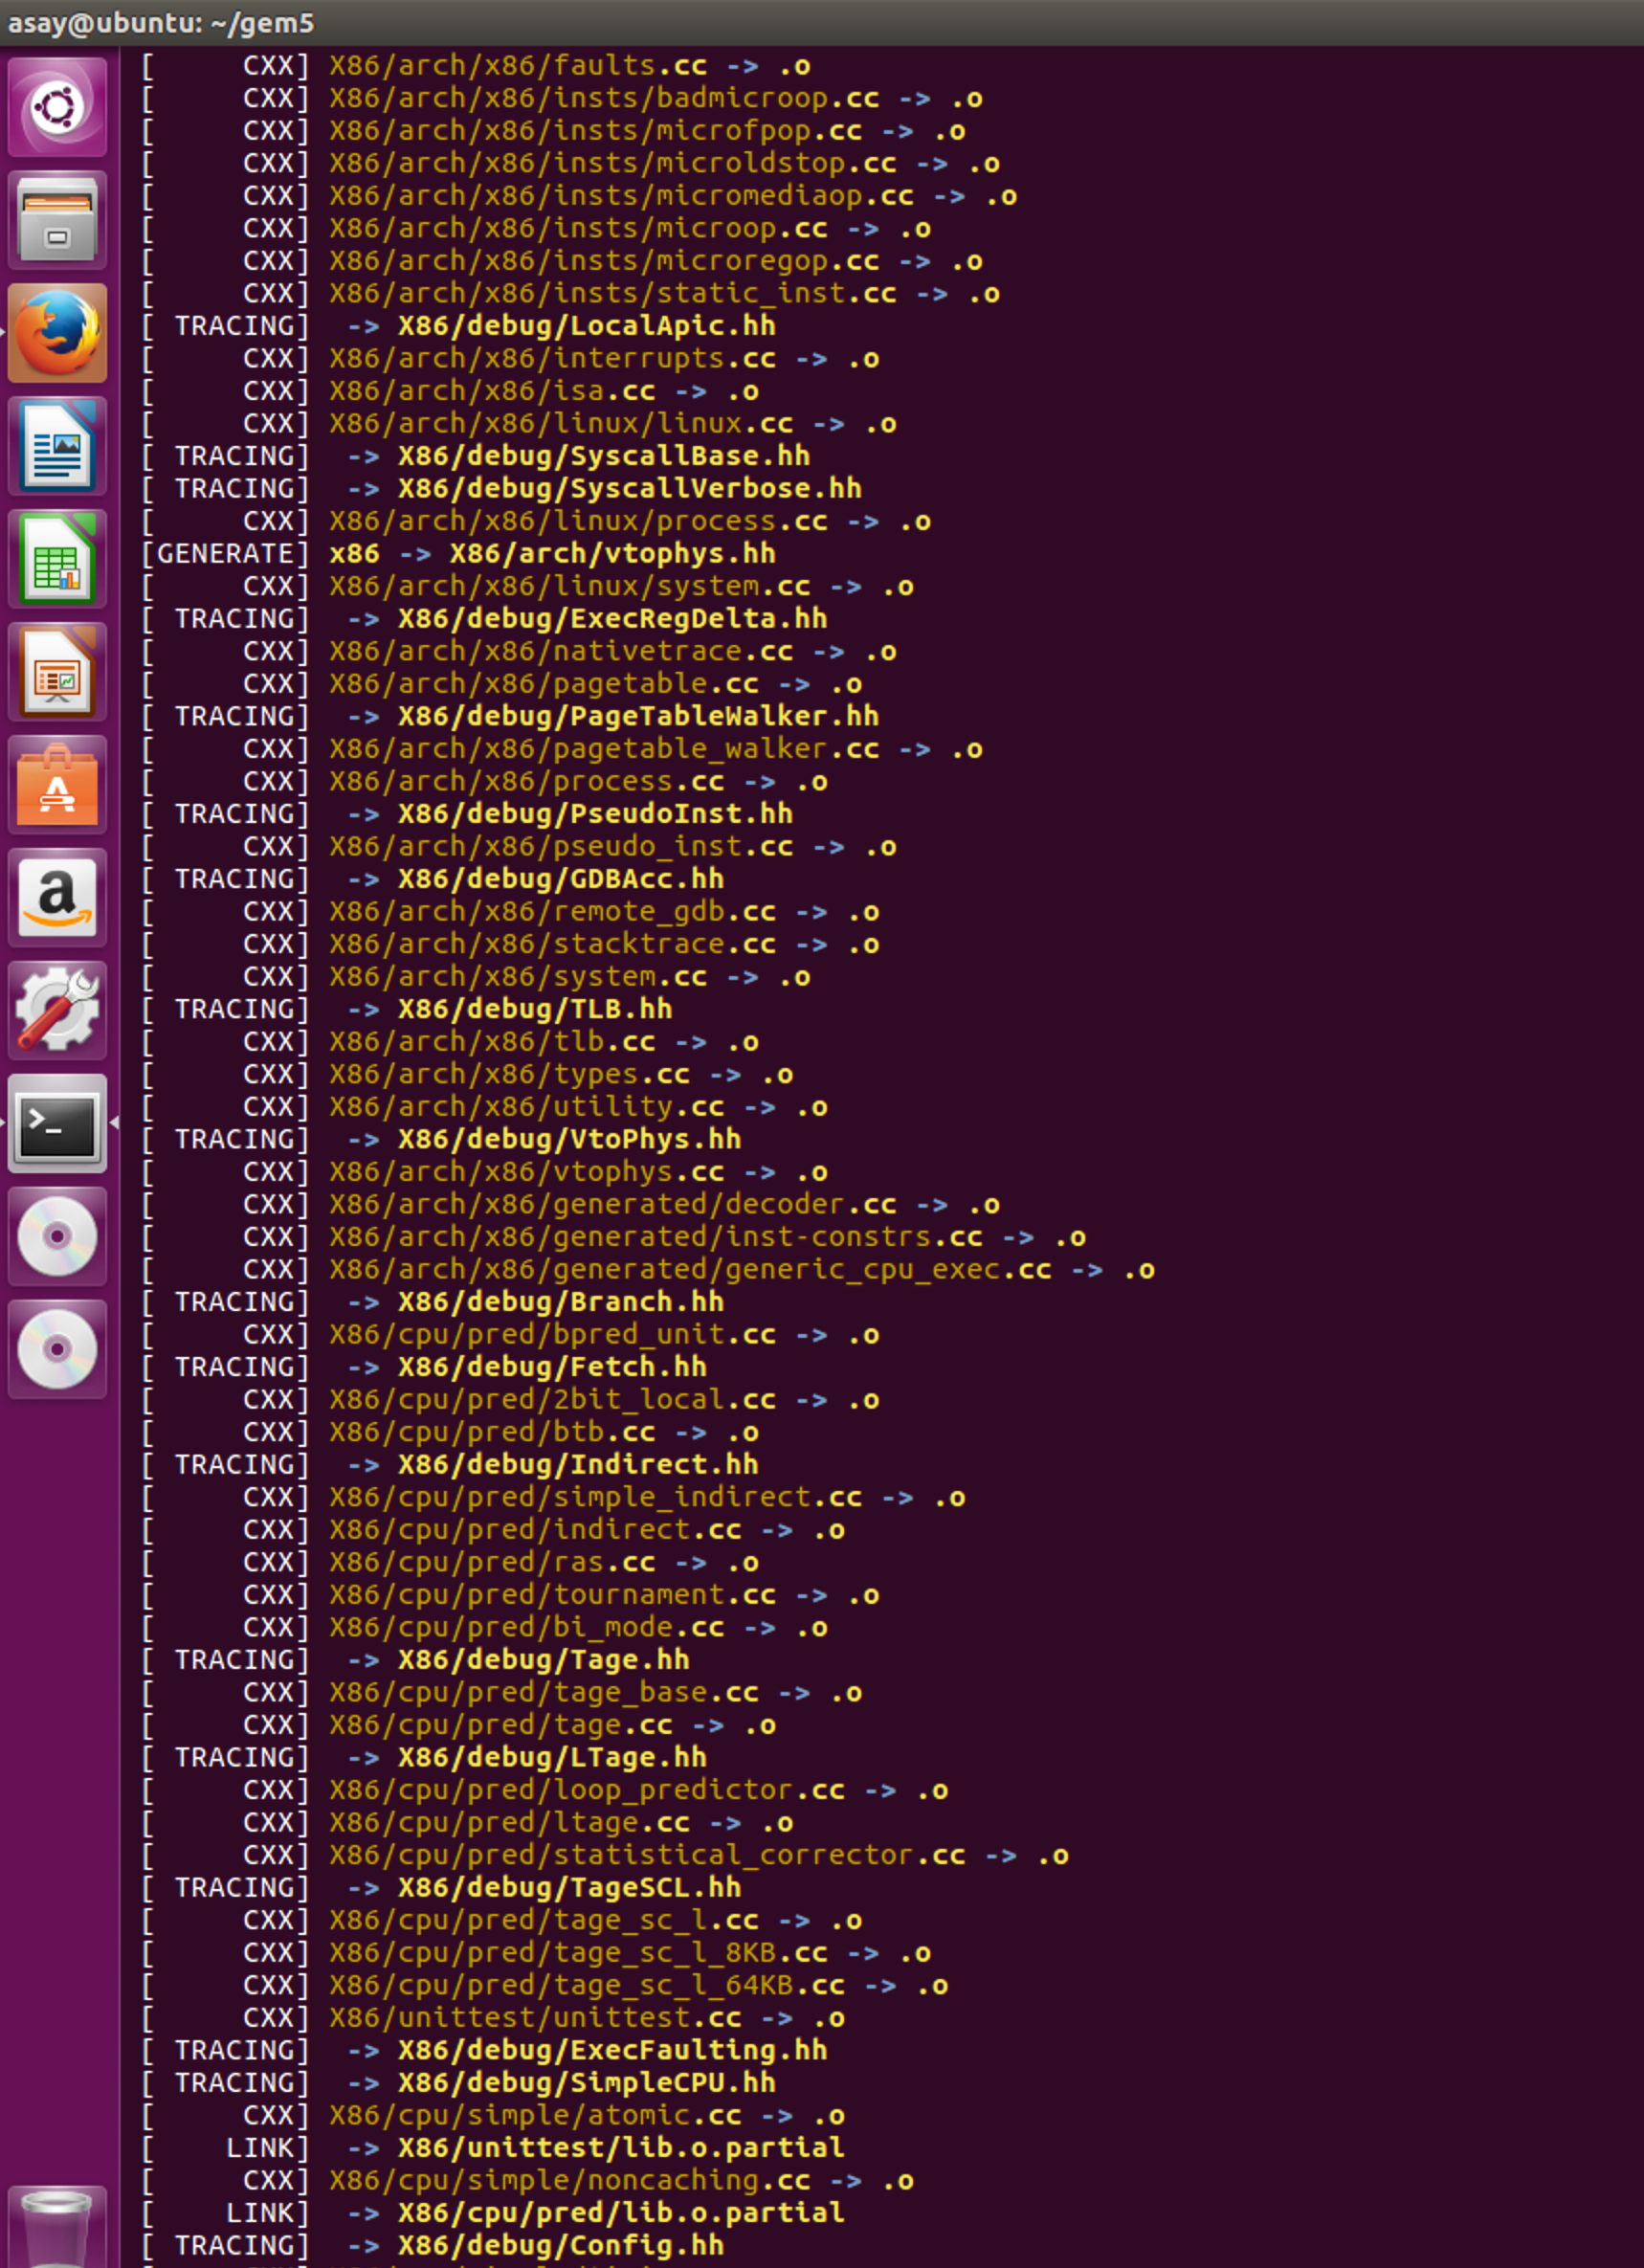 asay@ubuntu: ~/gem5
[     CXX] X86/arch/x86/faults.cc -> .o
[     CXX] X86/arch/x86/insts/badmicroop.cc -> .o
[     CXX] X86/arch/x86/insts/microfpop.cc -> .o
[     CXX] X86/arch/x86/insts/microldstop.cc -> .o
[     CXX] X86/arch/x86/insts/micromediaop.cc -> .o
[     CXX] X86/arch/x86/insts/microop.cc -> .o
[     CXX] X86/arch/x86/insts/microregop.cc -> .o
[     CXX] X86/arch/x86/insts/static_inst.cc -> .o
[ TRACING]  -> X86/debug/LocalApic.hh
[     CXX] X86/arch/x86/interrupts.cc -> .o
[     CXX] X86/arch/x86/isa.cc -> .o
[     CXX] X86/arch/x86/linux/linux.cc -> .o
[ TRACING]  -> X86/debug/SyscallBase.hh
[ TRACING]  -> X86/debug/SyscallVerbose.hh
[     CXX] X86/arch/x86/linux/process.cc -> .o
[GENERATE] x86 -> X86/arch/vtophys.hh
[     CXX] X86/arch/x86/linux/system.cc -> .o
[ TRACING]  -> X86/debug/ExecRegDelta.hh
[     CXX] X86/arch/x86/nativetrace.cc -> .o
[     CXX] X86/arch/x86/pagetable.cc -> .o
[ TRACING]  -> X86/debug/PageTableWalker.hh
[     CXX] X86/arch/x86/pagetable_walker.cc -> .o
[     CXX] X86/arch/x86/process.cc -> .o
[ TRACING]  -> X86/debug/PseudoInst.hh
[     CXX] X86/arch/x86/pseudo_inst.cc -> .o
[ TRACING]  -> X86/debug/GDBAcc.hh
[     CXX] X86/arch/x86/remote_gdb.cc -> .o
[     CXX] X86/arch/x86/stacktrace.cc -> .o
[     CXX] X86/arch/x86/system.cc -> .o
[ TRACING]  -> X86/debug/TLB.hh
[     CXX] X86/arch/x86/tlb.cc -> .o
[     CXX] X86/arch/x86/types.cc -> .o
[     CXX] X86/arch/x86/utility.cc -> .o
[ TRACING]  -> X86/debug/VtoPhys.hh
[     CXX] X86/arch/x86/vtophys.cc -> .o
[     CXX] X86/arch/x86/generated/decoder.cc -> .o
[     CXX] X86/arch/x86/generated/inst-constrs.cc -> .o
[     CXX] X86/arch/x86/generated/generic_cpu_exec.cc -> .o
[ TRACING]  -> X86/debug/Branch.hh
[     CXX] X86/cpu/pred/bpred_unit.cc -> .o
[ TRACING]  -> X86/debug/Fetch.hh
[     CXX] X86/cpu/pred/2bit_local.cc -> .o
[     CXX] X86/cpu/pred/btb.cc -> .o
[ TRACING]  -> X86/debug/Indirect.hh
[     CXX] X86/cpu/pred/simple_indirect.cc -> .o
[     CXX] X86/cpu/pred/indirect.cc -> .o
[     CXX] X86/cpu/pred/ras.cc -> .o
[     CXX] X86/cpu/pred/tournament.cc -> .o
[     CXX] X86/cpu/pred/bi_mode.cc -> .o
[ TRACING]  -> X86/debug/Tage.hh
[     CXX] X86/cpu/pred/tage_base.cc -> .o
[     CXX] X86/cpu/pred/tage.cc -> .o
[ TRACING]  -> X86/debug/LTage.hh
[     CXX] X86/cpu/pred/loop_predictor.cc -> .o
[     CXX] X86/cpu/pred/ltage.cc -> .o
[     CXX] X86/cpu/pred/statistical_corrector.cc -> .o
[ TRACING]  -> X86/debug/TageSCL.hh
[     CXX] X86/cpu/pred/tage_sc_l.cc -> .o
[     CXX] X86/cpu/pred/tage_sc_l_8KB.cc -> .o
[     CXX] X86/cpu/pred/tage_sc_l_64KB.cc -> .o
[     CXX] X86/unittest/unittest.cc -> .o
[ TRACING]  -> X86/debug/ExecFaulting.hh
[ TRACING]  -> X86/debug/SimpleCPU.hh
[     CXX] X86/cpu/simple/atomic.cc -> .o
[    LINK]  -> X86/unittest/lib.o.partial
[     CXX] X86/cpu/simple/noncaching.cc -> .o
[    LINK]  -> X86/cpu/pred/lib.o.partial
[ TRACING]  -> X86/debug/Config.hh